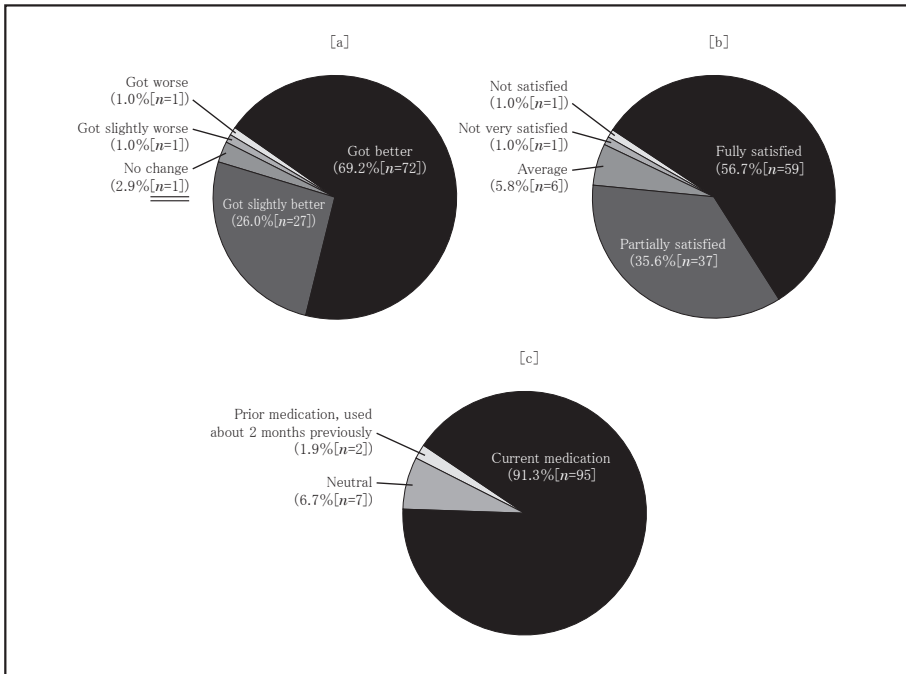 [a]
Got worse
(1.0%[n=1])
Got slightly worse
(1.0%[n=1])
No change
(2.9%[n=1])
Got better
(69.2%[n=72])
Got slightly better
(26.0%[n=27])
[b]
Not satisfied
(1.0%[n=1])
Not very satisfied
(1.0%[n=1])
Average
(5.8%[n=6])
Fully satisfied
(56.7%[n=59]
Partially satisfied
(35.6%[n=37]
[c]
Prior medication, used
about 2 months previously
(1.9%[n=2])
Neutral
(6.7%[n=7])
Current medication
(91.3%[n=95]